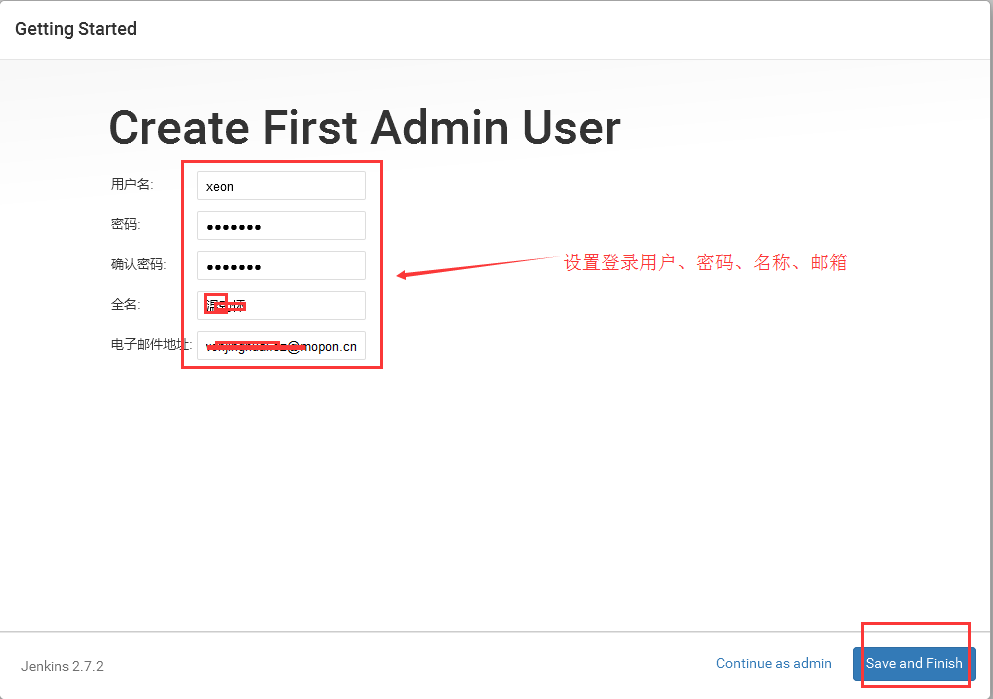 Getting Started
Create First Admin User
用户名: xeon
密码: •••••••
确认密码: •••••••
设置登录用户、密码、名称、邮箱
全名:
电子邮件地址: @mopon.cn
Jenkins 2.7.2
Continue as admin
Save and Finish